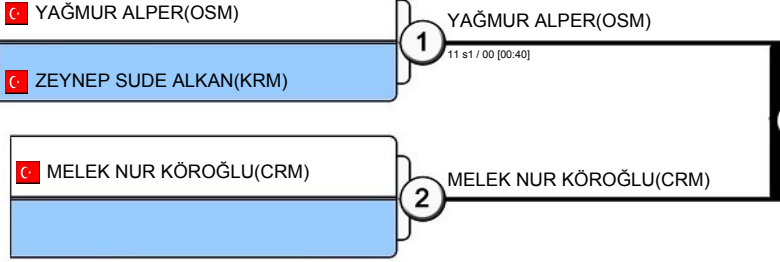 YAĞMUR ALPER(OSM)
YAĞMUR ALPER(OSM)
1
11 s1 / 00 [00:40]
ZEYNEP SUDE ALKAN(KRM)
MELEK NUR KÖROĞLU(CRM)
MELEK NUR KÖROĞLU(CRM)
2